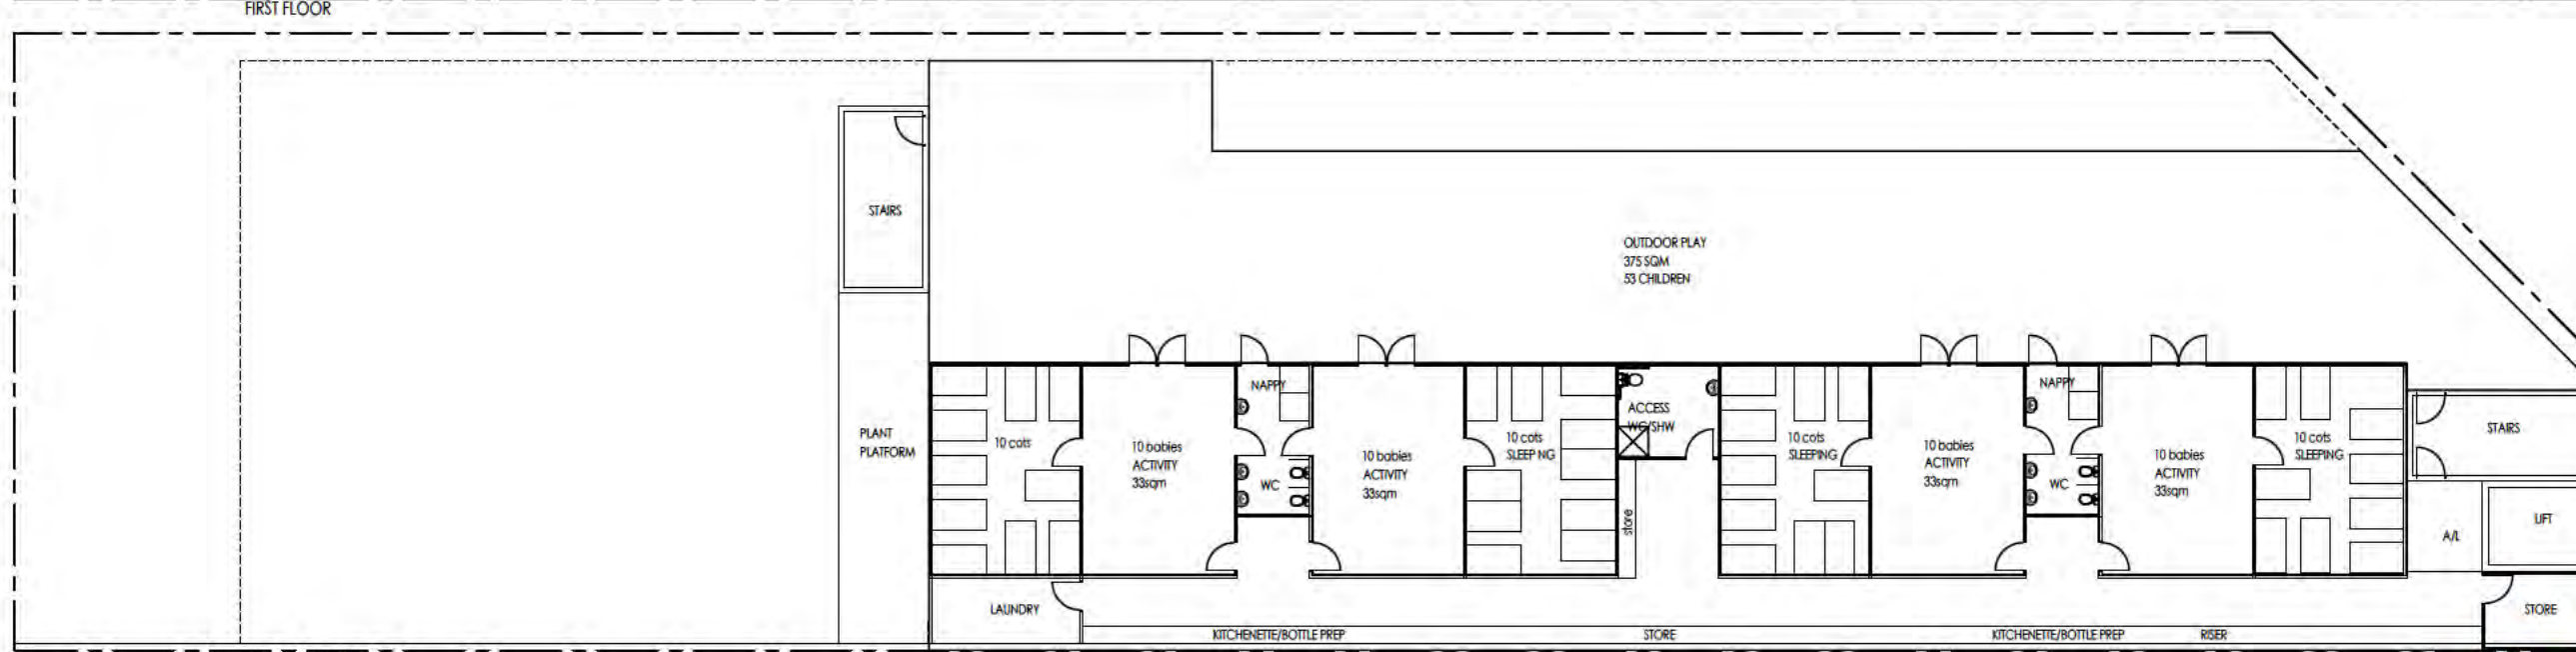 FIRST FLOOR
STAIRS
OUTDOOR PLAY
375 SQM
53 CHILDREN
PLANT
PLATFORM
10 cots
10 babies
ACTIVITY
33sqm
NAPPY
WC
10 babies
ACTIVITY
33sqm
10 cots
SLEEP NG
ACCESS
WC/SHW
store
10 cots
SLEEPING
10 babies
ACTIVITY
33sqm
NAPPY
WC
10 babies
ACTIVITY
33sqm
10 cots
SLEEPING
STAIRS
LIFT
A/L
LAUNDRY
KITCHENETTE/BOTTLE PREP
STORE
KITCHENETTE/BOTTLE PREP
RISER
STORE